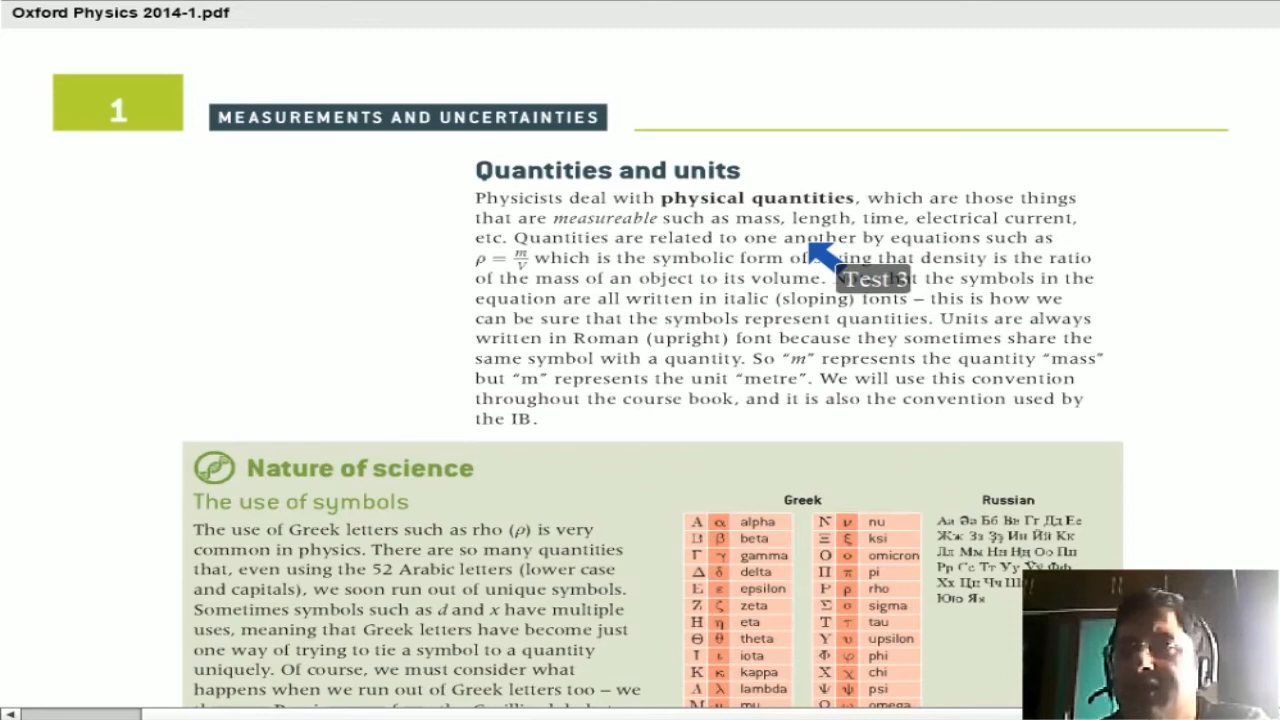 Oxford Physics 2014-1.pdf
1
MEASUREMENTS AND UNCERTAINTIES
Quantities and units
Physicists deal with physical quantities, which are those things
that are measureable such as mass, length, time, electrical current,
etc. Quantities are related to one another by equations such as
ρ = m/V which is the symbolic form of saying that density is the ratio
of the mass of an object to its volume. that the symbols in the
Test 3
equation are all written in italic (sloping) fonts – this is how we
can be sure that the symbols represent quantities. Units are always
written in Roman (upright) font because they sometimes share the
same symbol with a quantity. So “m” represents the quantity “mass”
but “m” represents the unit “metre”. We will use this convention
throughout the course book, and it is also the convention used by
the IB.
Nature of science
The use of symbols
The use of Greek letters such as rho (ρ) is very
common in physics. There are so many quantities
that, even using the 52 Arabic letters (lower case
and capitals), we soon run out of unique symbols.
Sometimes symbols such as d and x have multiple
uses, meaning that Greek letters have become just
one way of trying to tie a symbol to a quantity
uniquely. Of course, we must consider what
happens when we run out of Greek letters too – we
Greek
Α α alpha Ν ν nu
Β β beta Ξ ξ ksi
Γ γ gamma Ο ο omicron
Δ δ delta Π π pi
Ε ε epsilon Ρ ρ rho
Ζ ζ zeta Σ σ sigma
Η η eta Τ τ tau
Θ θ theta Υ υ upsilon
Ι ι iota Φ φ phi
Κ κ kappa Χ χ chi
Λ λ lambda Ψ ψ psi
mu omega
Russian
Аа Әә Бб Вв Гг Дд Ее
Жж Зз Ии Йй Кк
Лл Мм Нн Оо Пп
Рр Сс Тт Уу Фф
Хх Цц Чч
Юю Яя